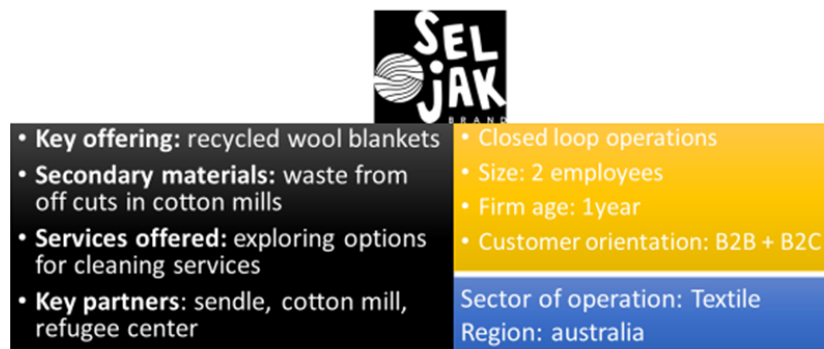 SEL
JAK
BRAND
• Key offering: recycled wool blankets
• Secondary materials: waste from
off cuts in cotton mills
• Services offered: exploring options
for cleaning services
• Key partners: sendle, cotton mill,
refugee center
• Closed loop operations
• Size: 2 employees
• Firm age: 1year
• Customer orientation: B2B + B2C
Sector of operation: Textile
Region: australia